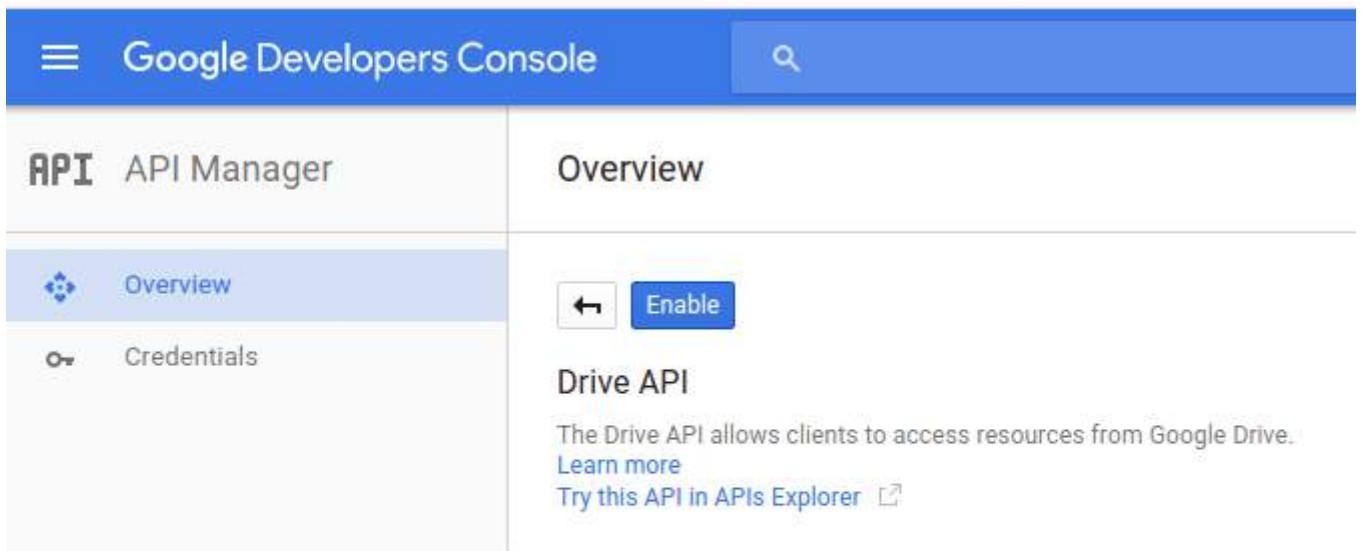 Google Developers Console
API API Manager
Overview
Overview
Credentials
Enable
Drive API
The Drive API allows clients to access resources from Google Drive.
Learn more
Try this API in APIs Explorer